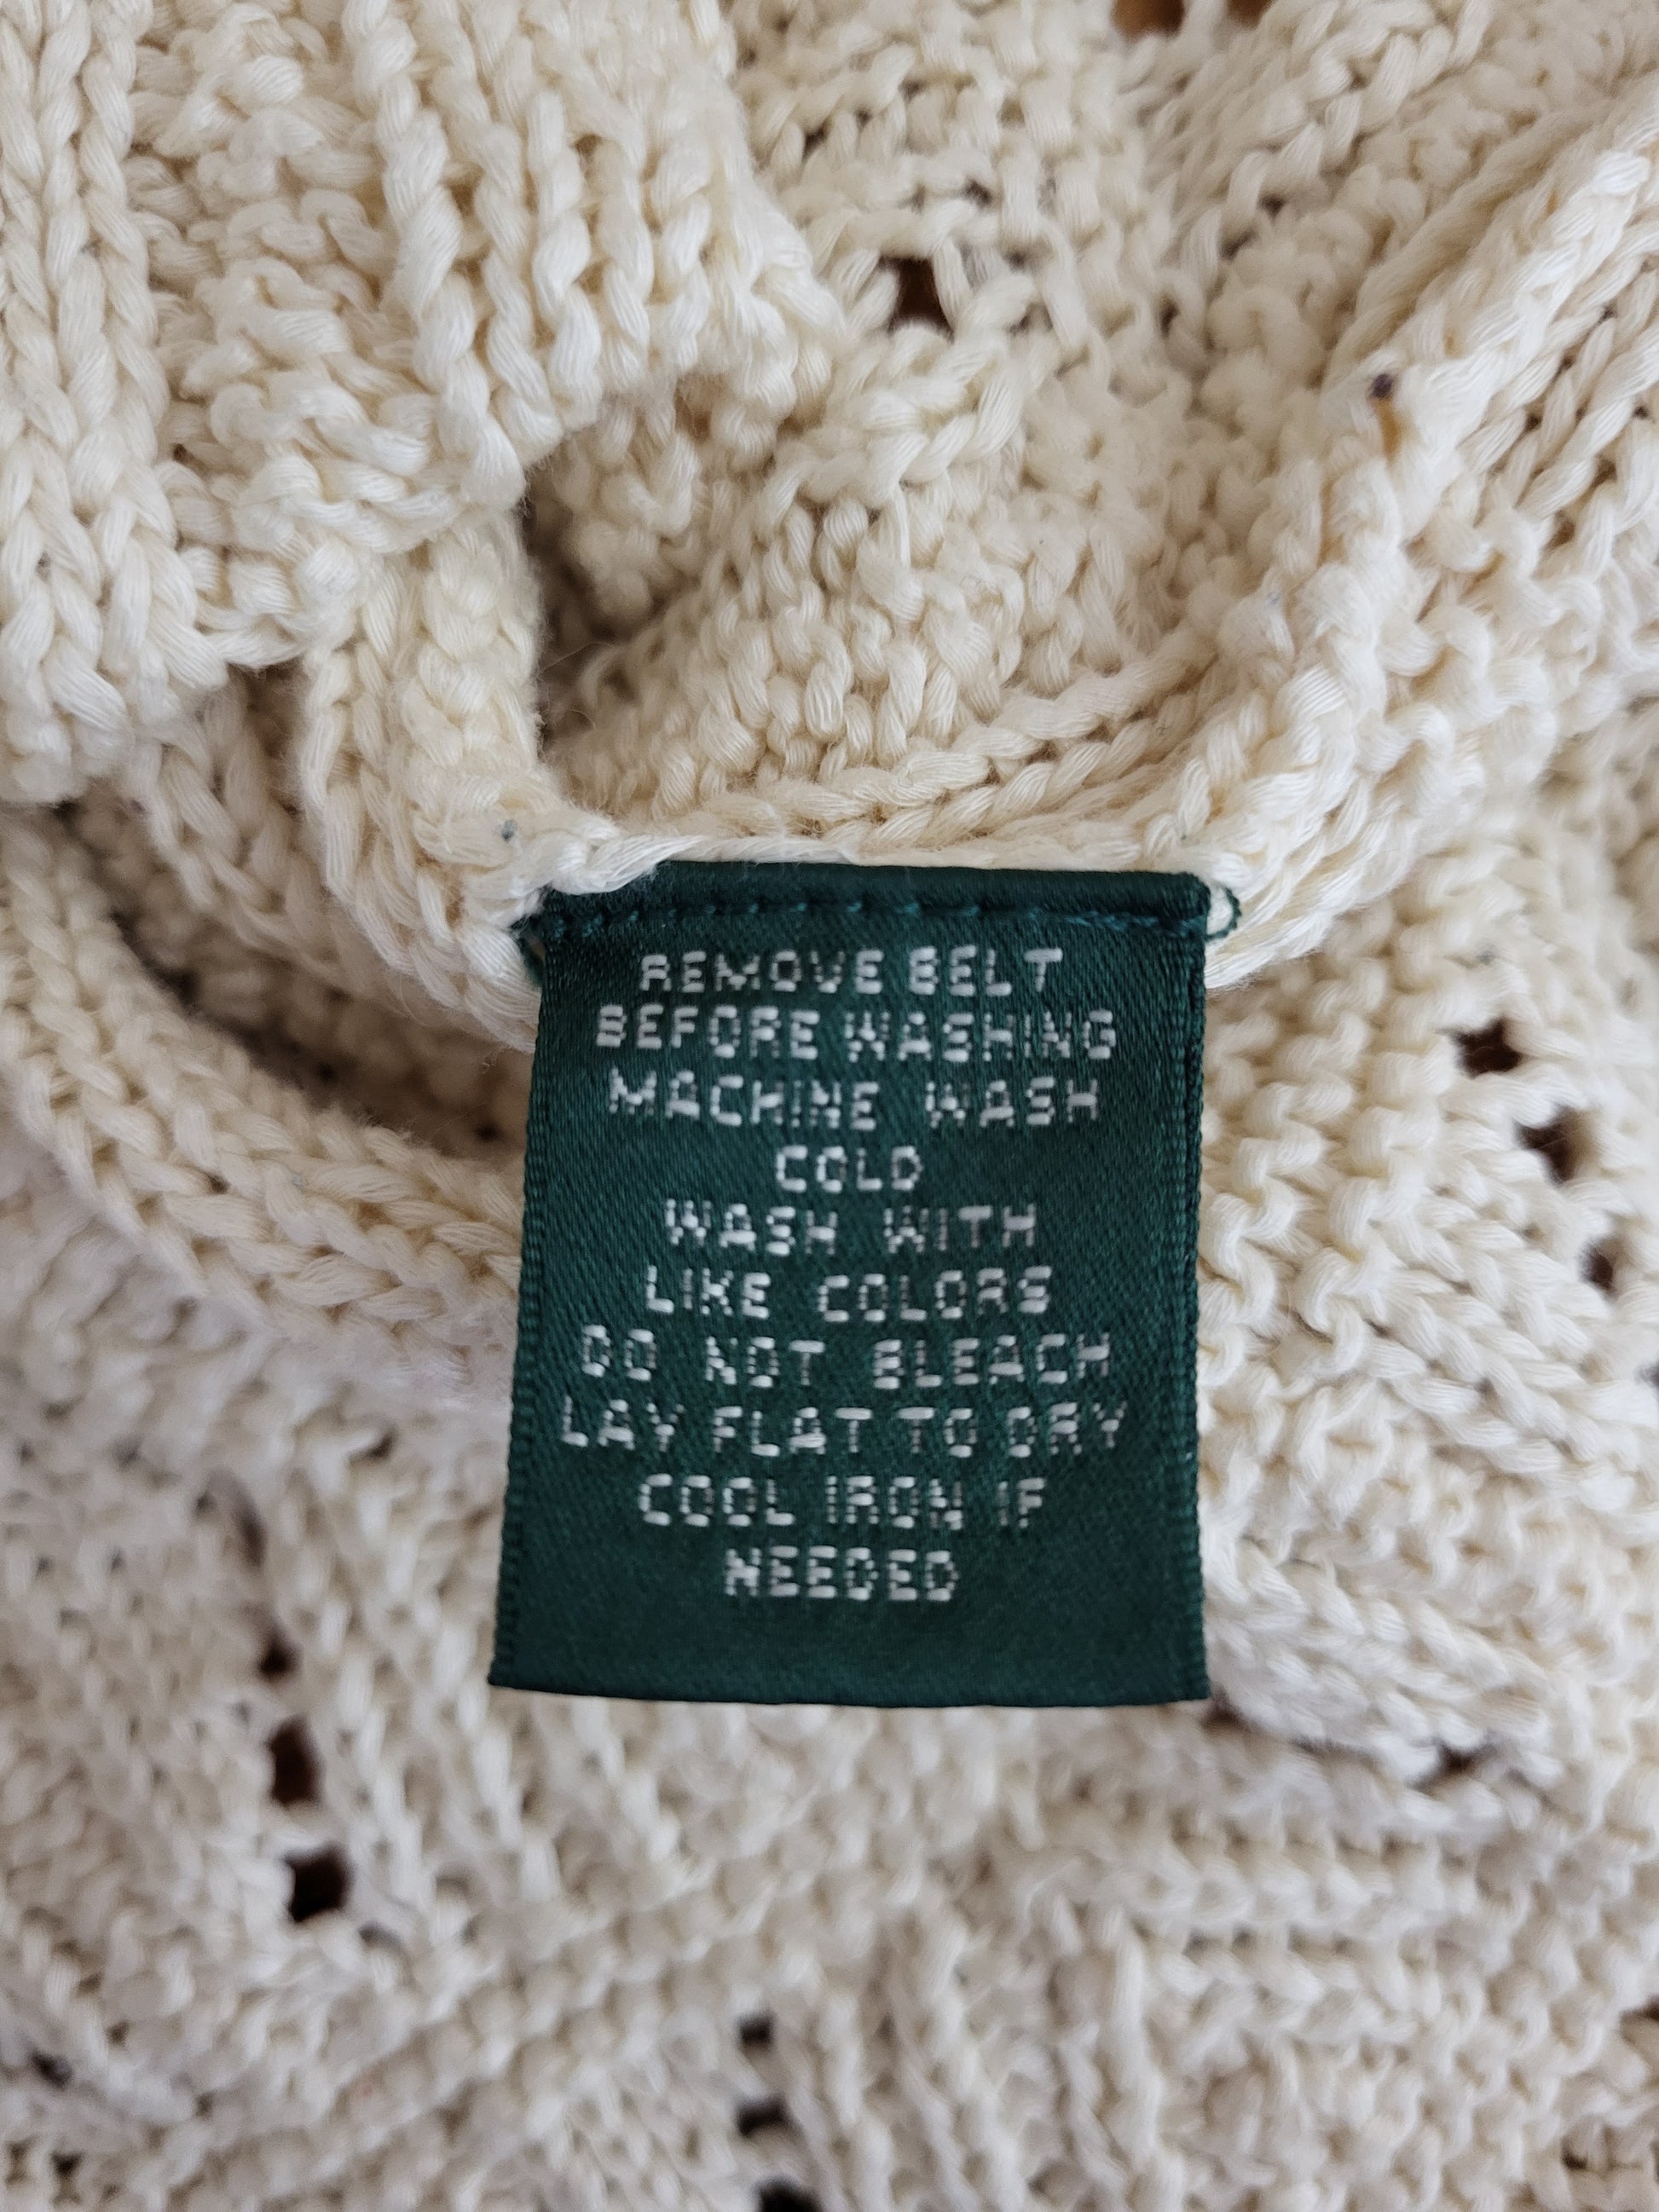 REMOVE BELT
BEFORE WASHING
MACHINE WASH
COLD
WASH WITH
LIKE COLORS
DO NOT BLEACH
LAY FLAT TO DRY
COOL IRON IF
NEEDED